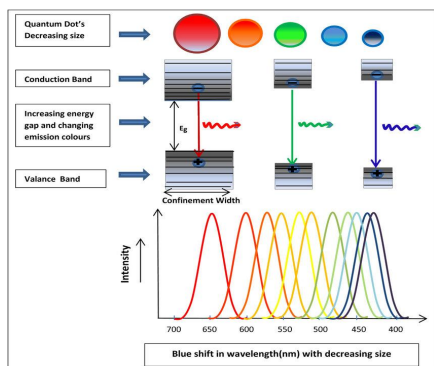 Quantum Dot's
Decreasing size
Conduction Band
Increasing energy
gap and changing
emission colours
Eg
Valance Band
Confinement Width
Intensity
700 650 600 550 500 450 400
Blue shift in wavelength(nm) with decreasing size